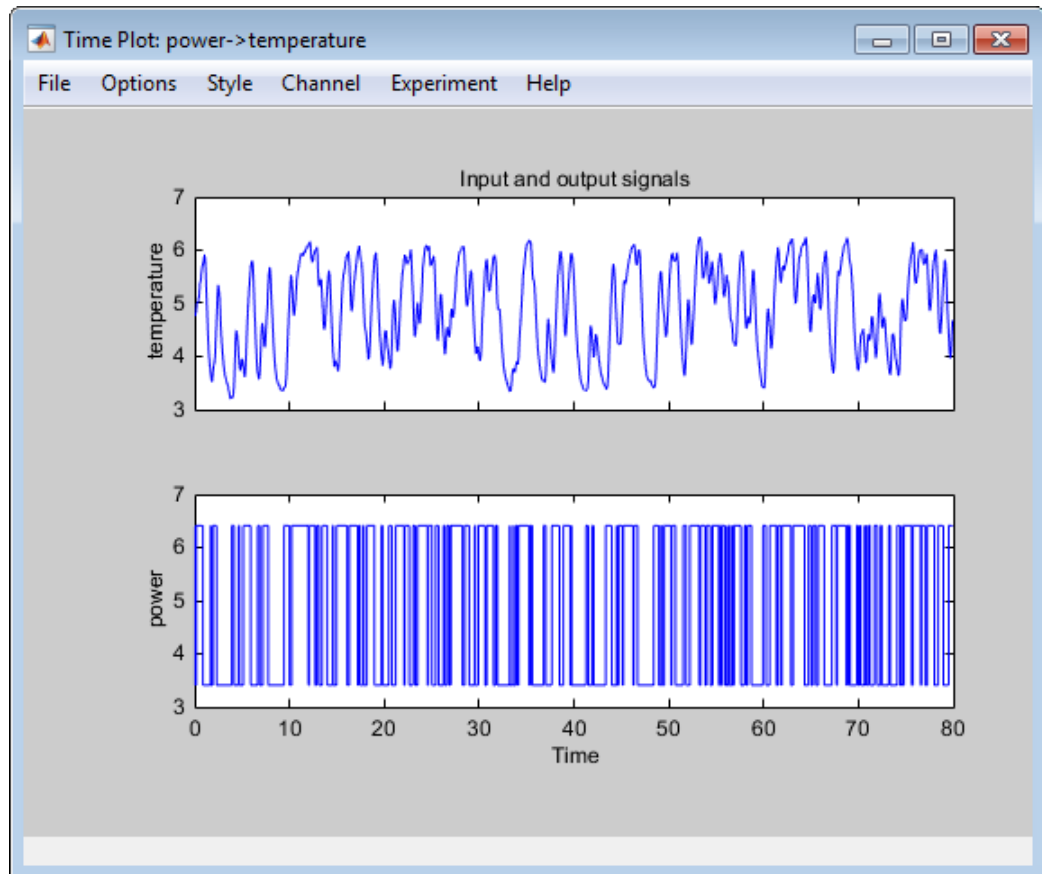 Time Plot: power->temperature
File Options Style Channel Experiment Help
Input and output signals
7
6
5
4
3
temperature
7
6
5
4
3
power
0 10 20 30 40 50 60 70 80
Time